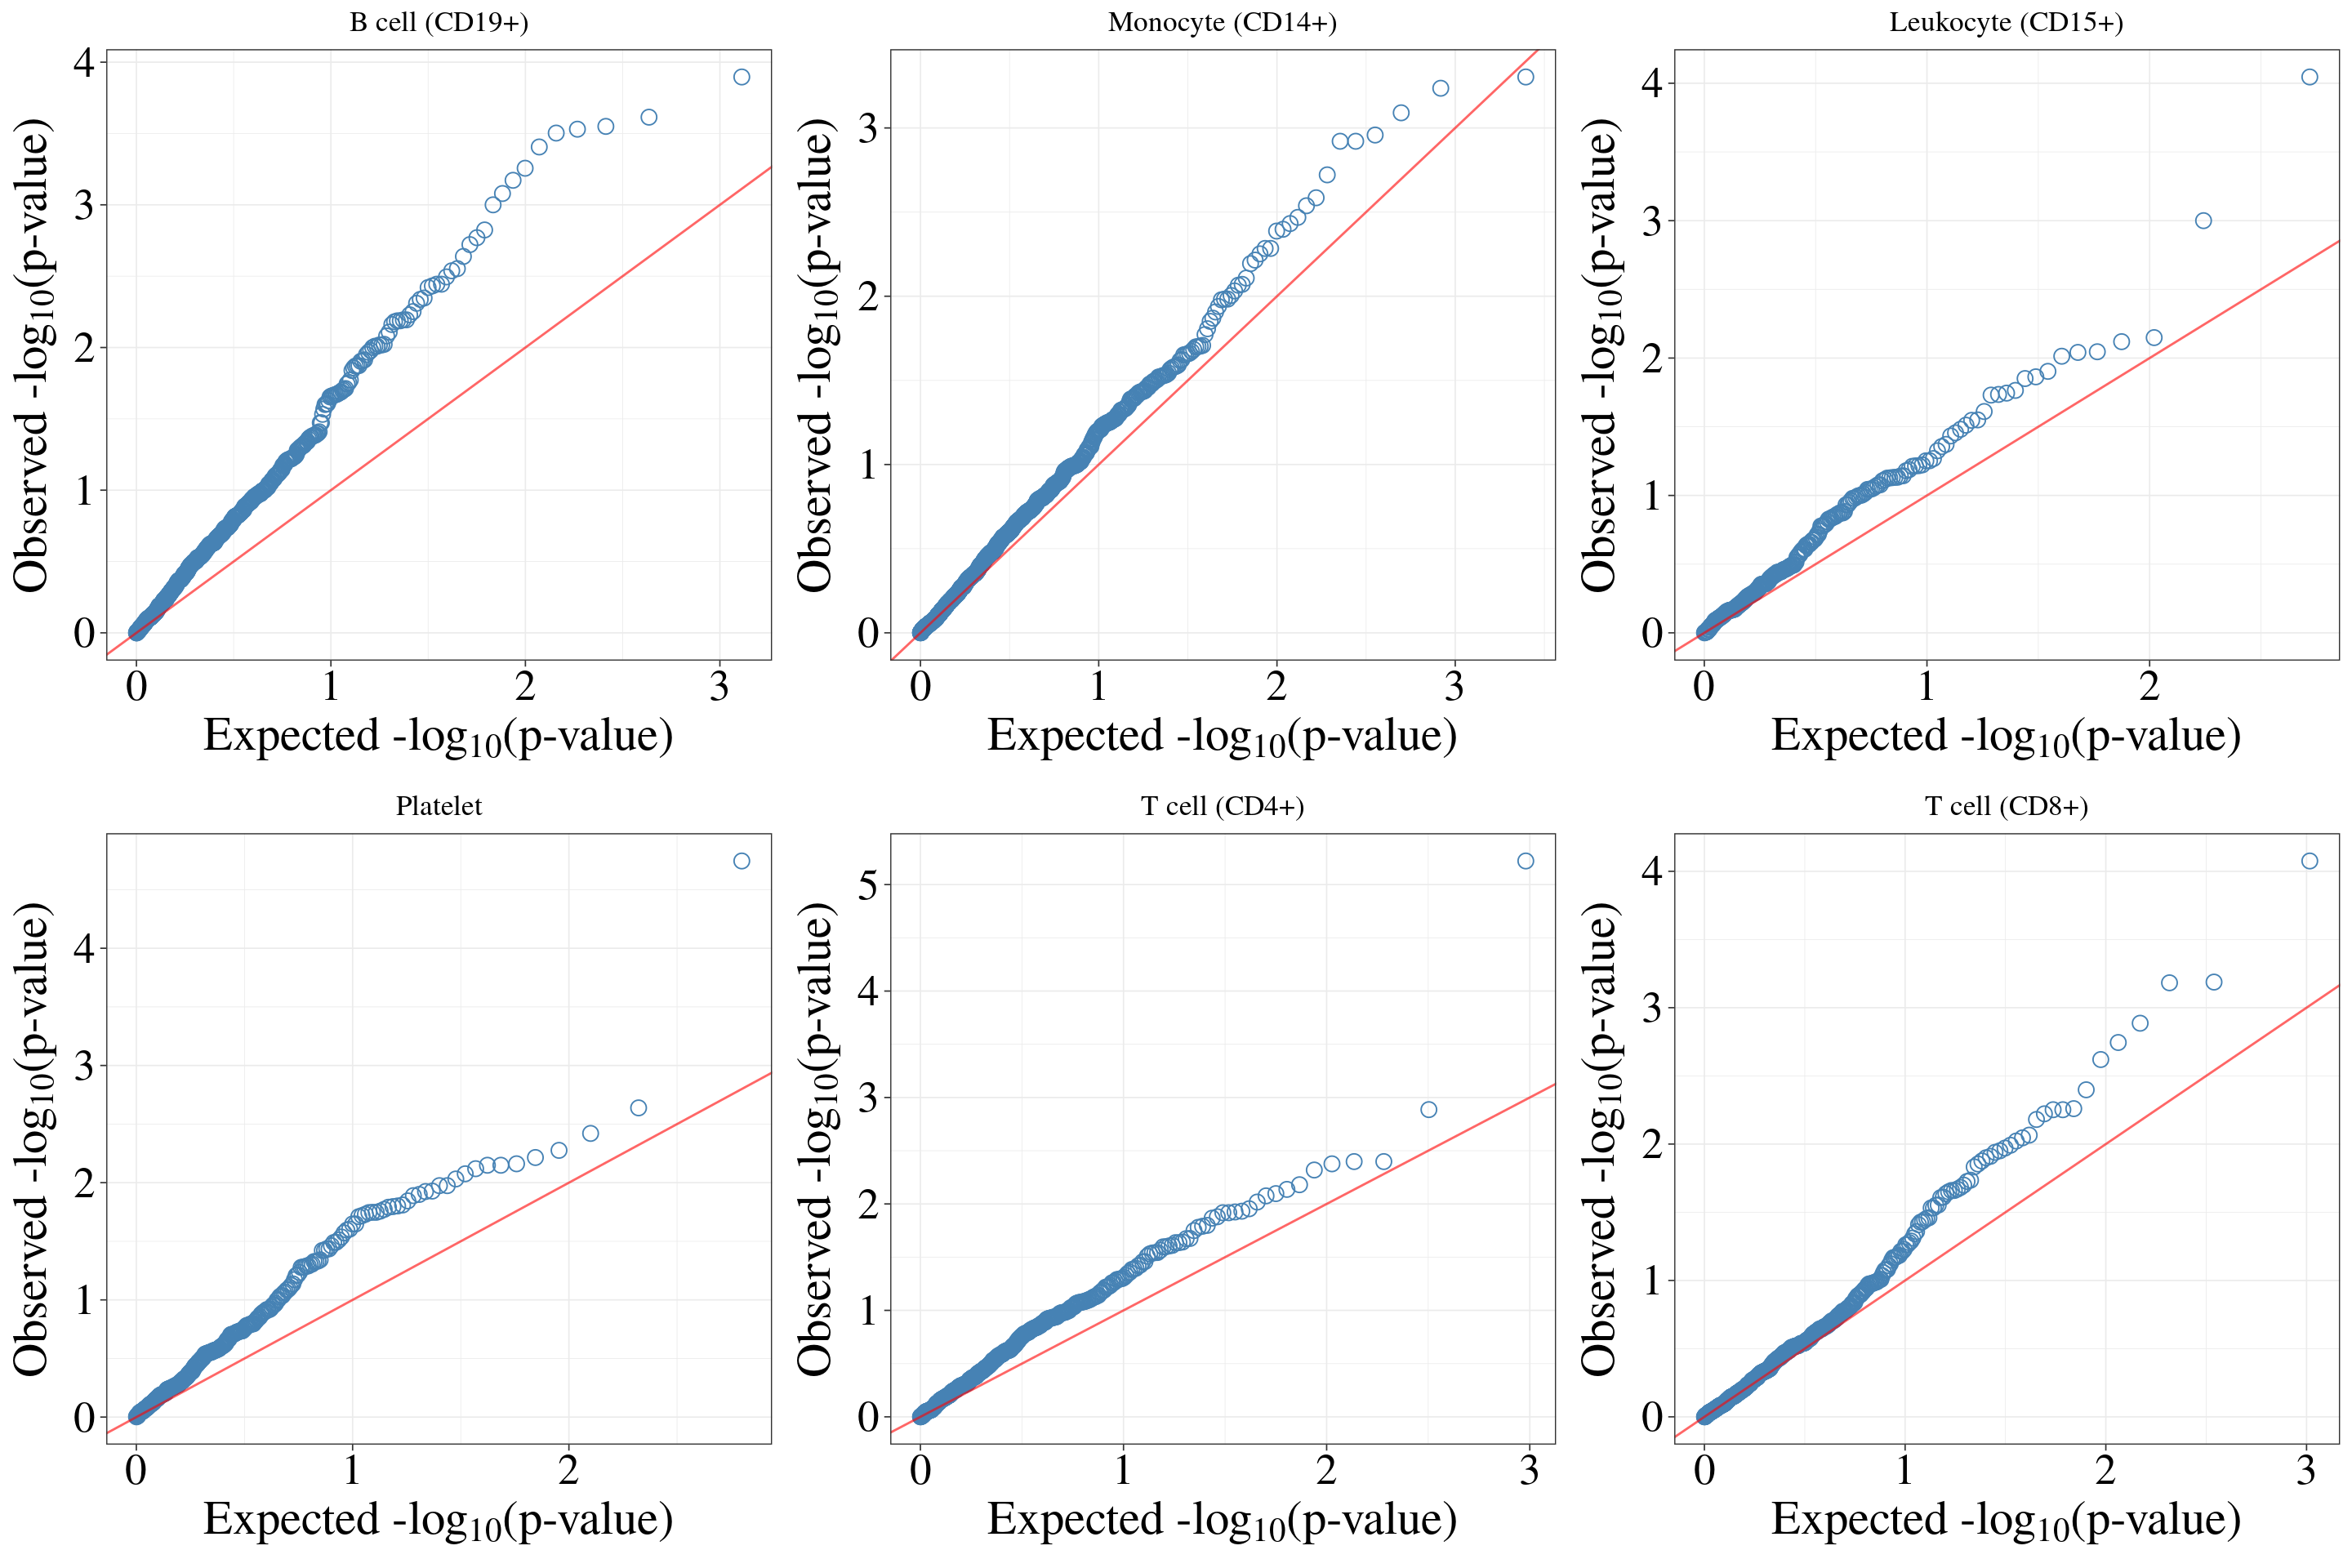 B cell (CD19+)
Observed -log10(p-value)
4
3
2
1
0
0 1 2 3
Expected -log10(p-value)
Monocyte (CD14+)
Observed -log10(p-value)
3
2
1
0
0 1 2 3
Expected -log10(p-value)
Leukocyte (CD15+)
Observed -log10(p-value)
4
3
2
1
0
0 1 2
Expected -log10(p-value)
Platelet
Observed -log10(p-value)
4
3
2
1
0
0 1 2
Expected -log10(p-value)
T cell (CD4+)
Observed -log10(p-value)
5
4
3
2
1
0
0 1 2 3
Expected -log10(p-value)
T cell (CD8+)
Observed -log10(p-value)
4
3
2
1
0
0 1 2 3
Expected -log10(p-value)